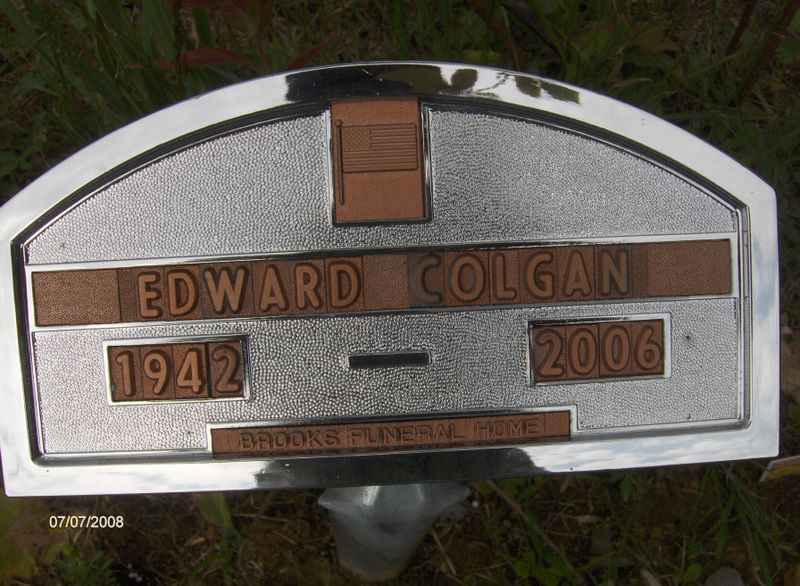 EDWARD COLGAN
1942 — 2006
BROOKS FUNERAL HOME
07/07/2008